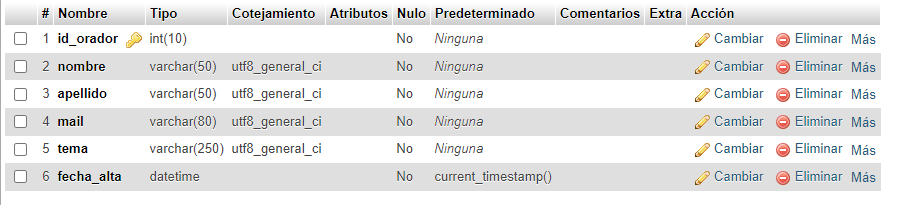 # Nombre Tipo Cotejamiento Atributos Nulo Predeterminado Comentarios Extra Acción
1 id_orador int(10) No Ninguna Cambiar Eliminar Más
2 nombre varchar(50) utf8_general_ci No Ninguna Cambiar Eliminar Más
3 apellido varchar(50) utf8_general_ci No Ninguna Cambiar Eliminar Más
4 mail varchar(80) utf8_general_ci No Ninguna Cambiar Eliminar Más
5 tema varchar(250) utf8_general_ci No Ninguna Cambiar Eliminar Más
6 fecha_alta datetime No current_timestamp() Cambiar Eliminar Más